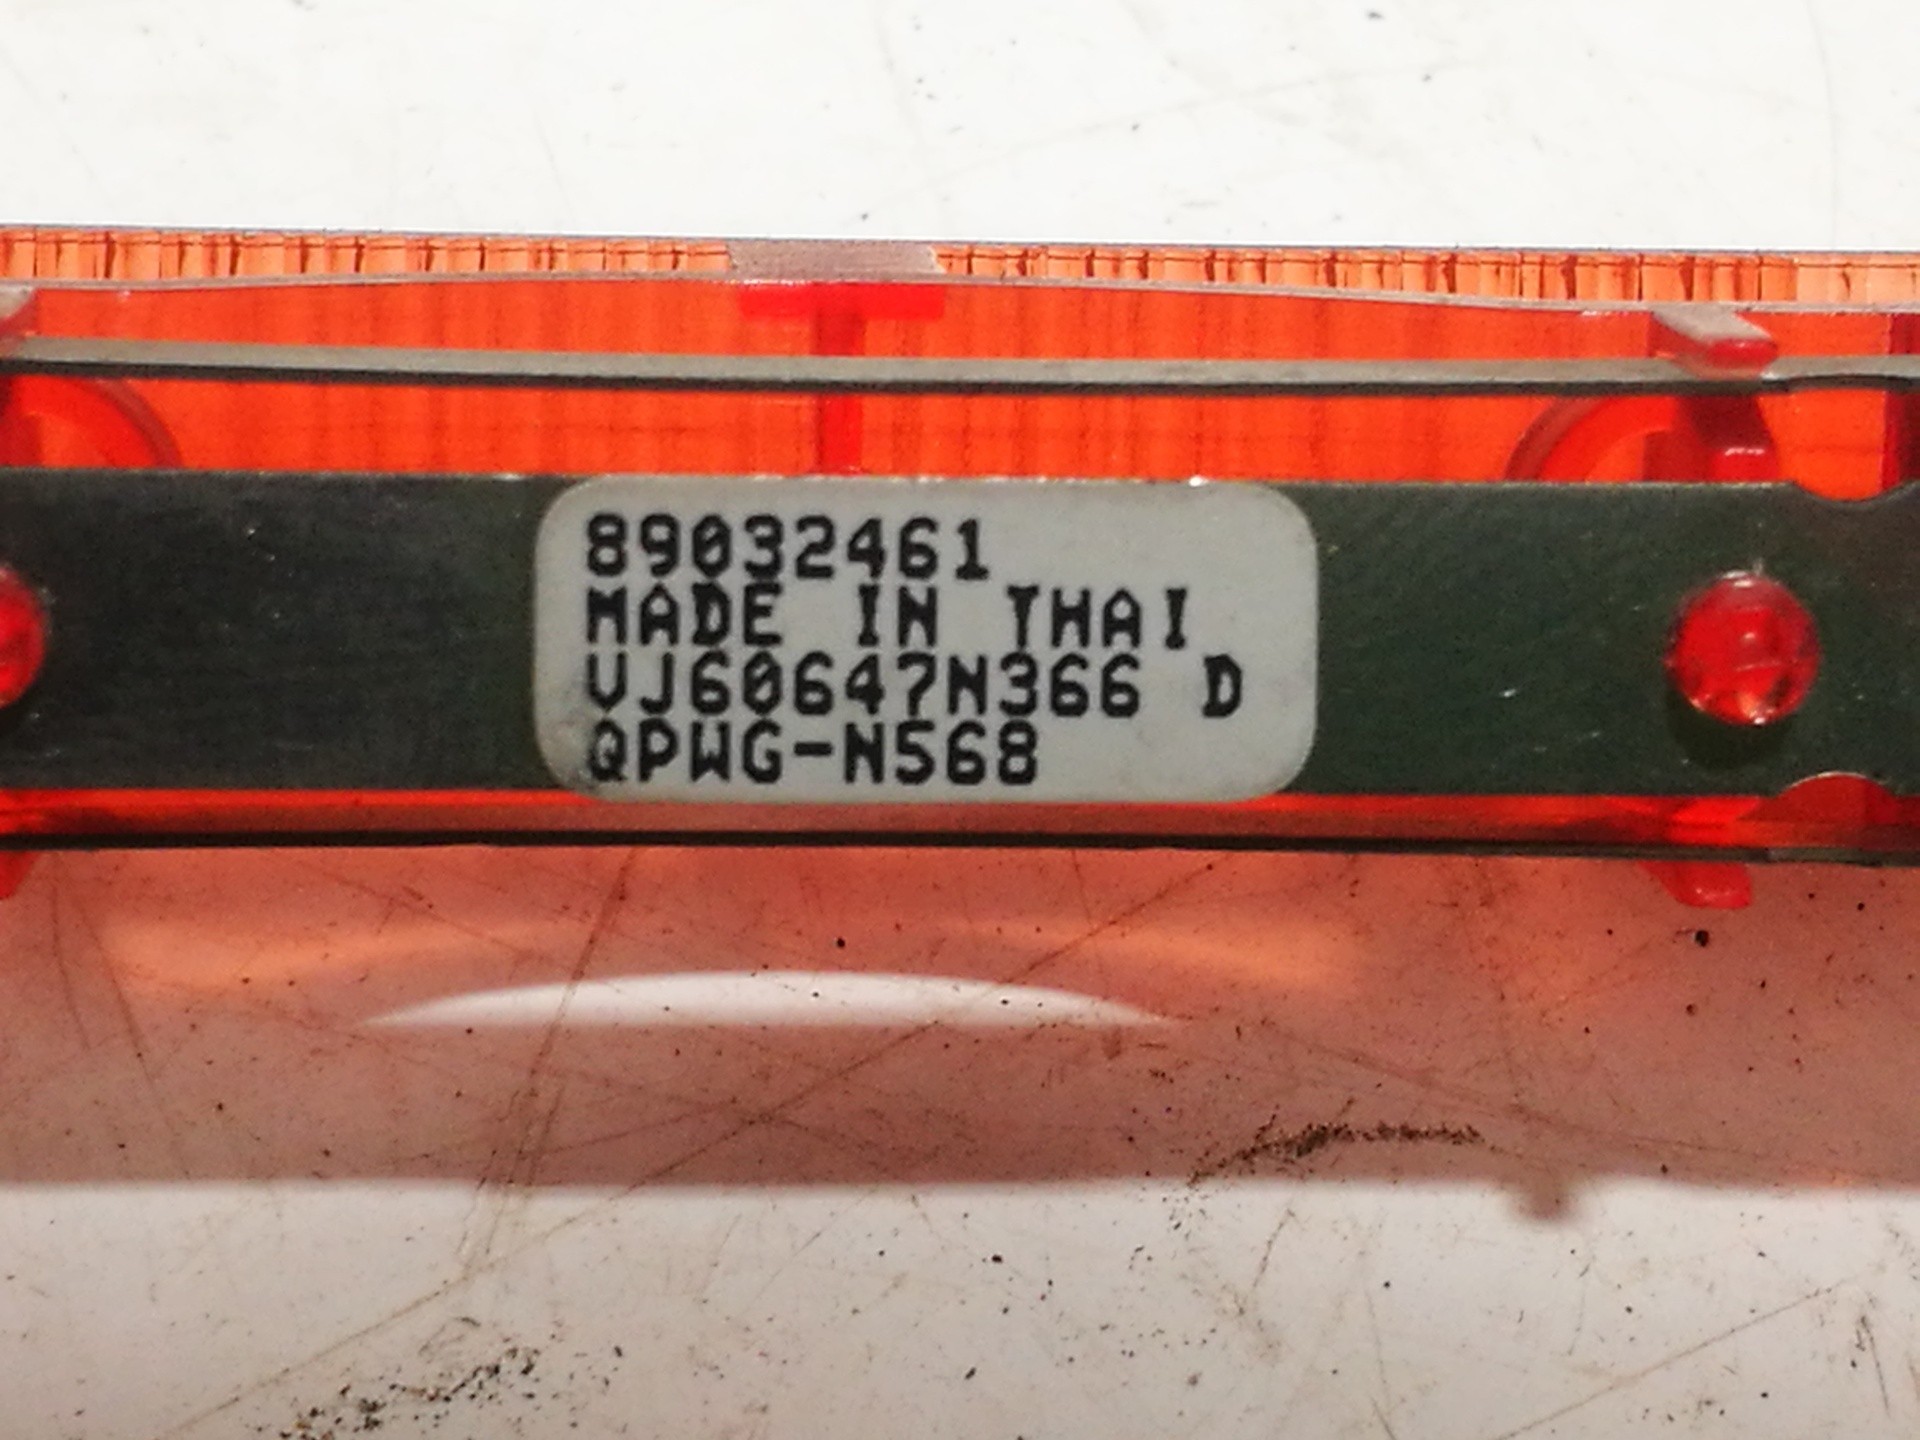 89032461
MADE IN THAI
VJ60647N366 D
QPWG-N568